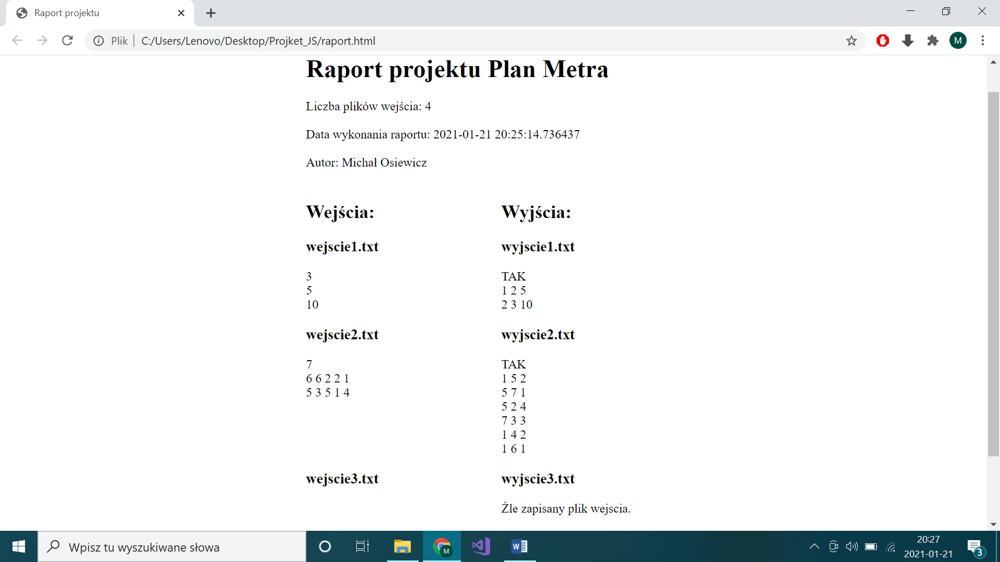 Raport projektu
Plik
C:/Users/Lenovo/Desktop/Projket_JS/raport.html
M
Raport projektu Plan Metra
Liczba plików wejścia: 4
Data wykonania raportu: 2021-01-21 20:25:14.736437
Autor: Michał Osiewicz
Wejścia:
wejscie1.txt
3
5
10
wejscie2.txt
7
6 6 2 2 1
5 3 5 1 4
wejscie3.txt
Wyjścia:
wyjscie1.txt
TAK
1 2 5
2 3 10
wyjscie2.txt
TAK
1 5 2
5 7 1
5 2 4
7 3 3
1 4 2
1 6 1
wyjscie3.txt
Źle zapisany plik wejscia.
Wpisz tu wyszukiwane słowa
M
W
20:27
2021-01-21
3